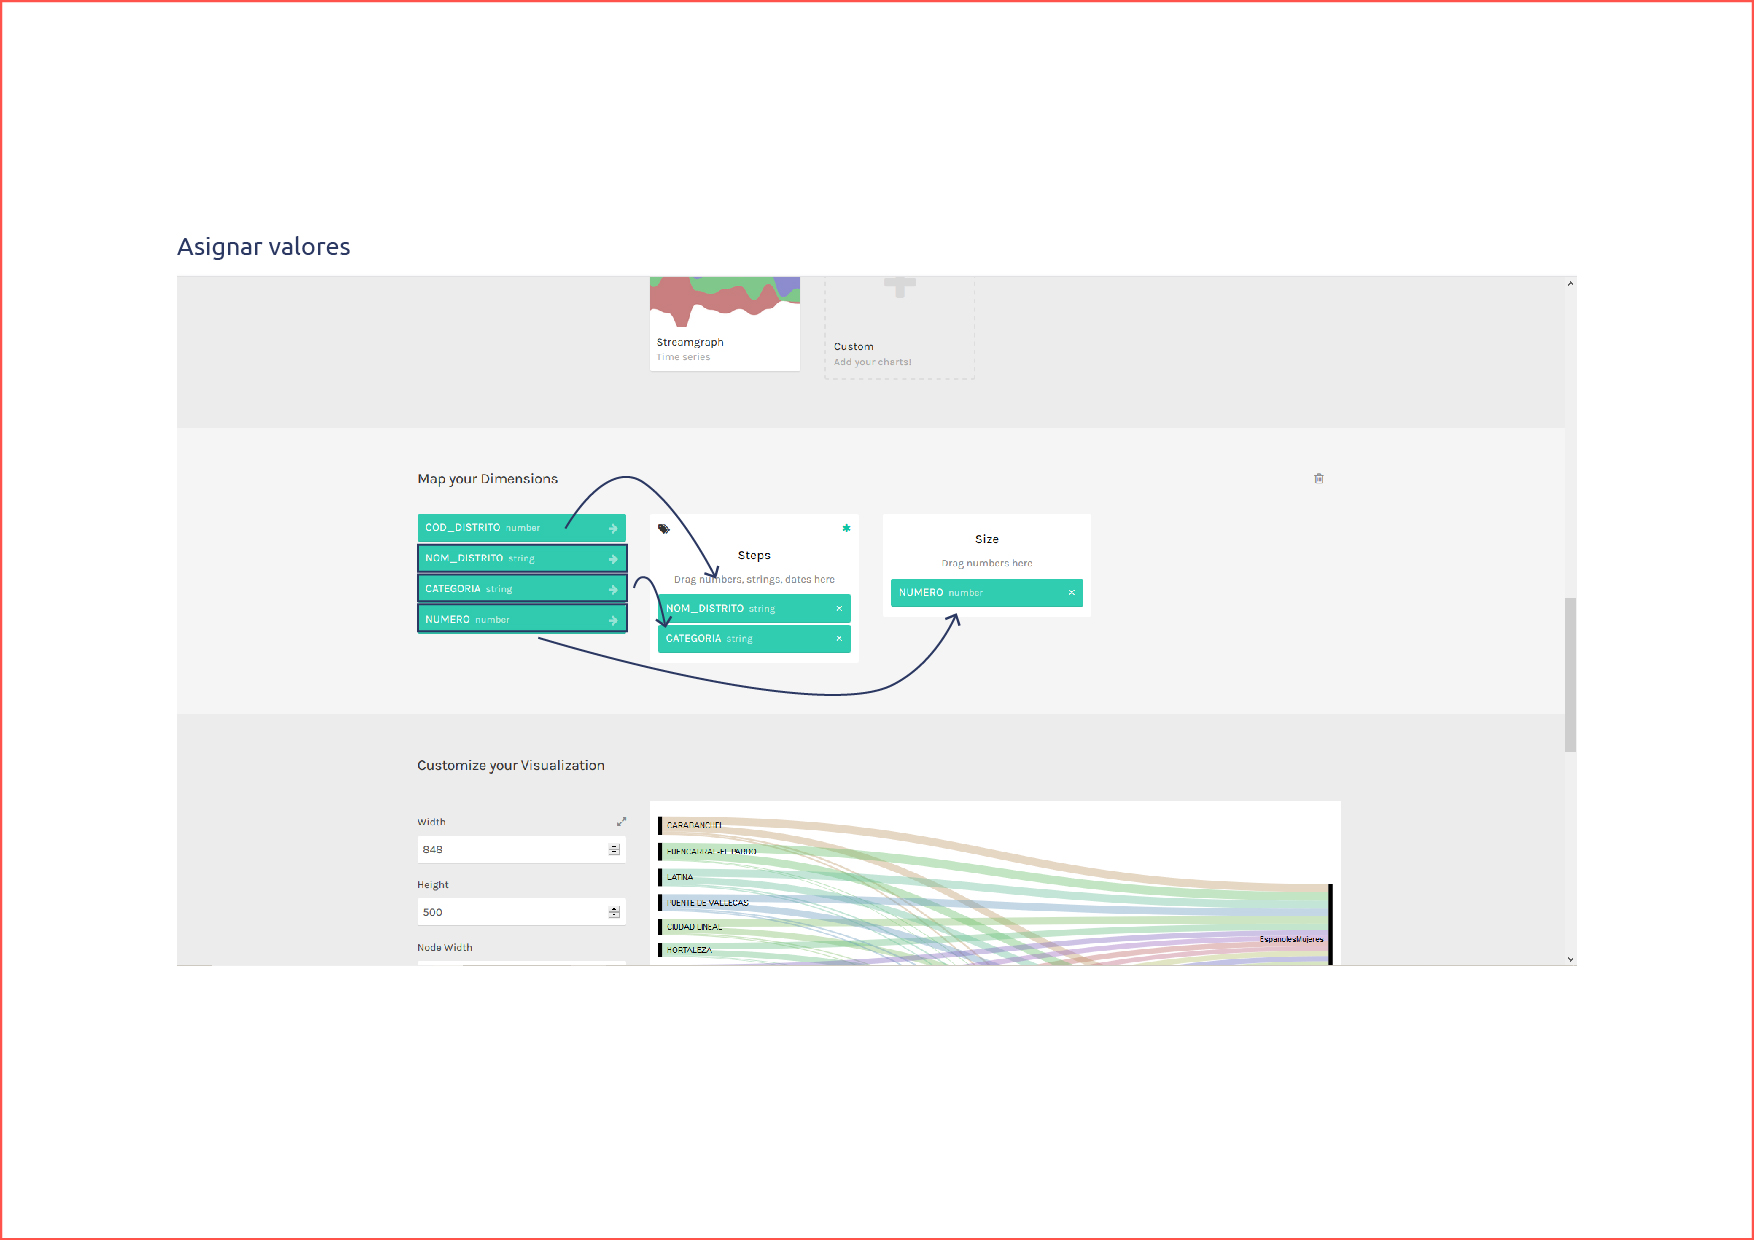 Asignar valores
Streamgraph
Time series
Custom
Add your charts!
Map your Dimensions
COD_DISTRITO number
NOM_DISTRITO string
CATEGORIA string
NUMERO number
Steps
Drag numbers, strings, dates here
NOM_DISTRITO string
CATEGORIA string
Size
Drag numbers here
NUMERO number
Customize your Visualization
Width
848
Height
500
Node Width
CARABANCHEL
FUENCARRAL-EL PARDO
LATINA
PUENTE DE VALLECAS
CIUDAD LINEAL
HORTALEZA
EspanolesMujeres